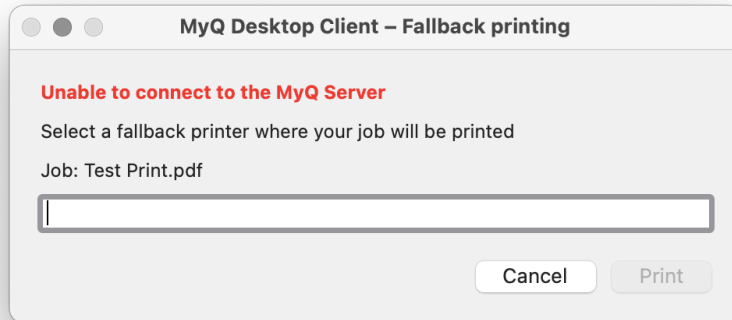 MyQ Desktop Client – Fallback printing
Unable to connect to the MyQ Server
Select a fallback printer where your job will be printed
Job: Test Print.pdf
Cancel Print